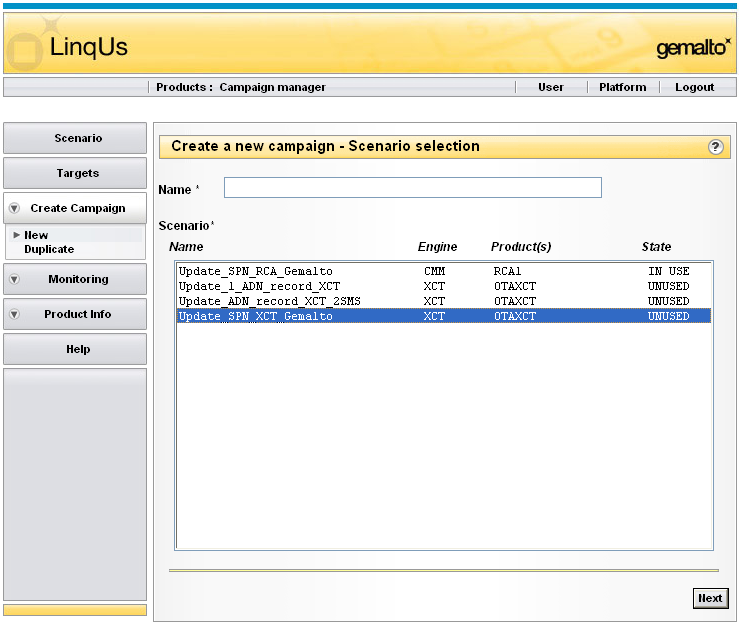 LinqUs
gemalto
Products : Campaign manager
User
Platform
Logout
Scenario
Targets
Create Campaign
New
Duplicate
Monitoring
Product Info
Help
Create a new campaign - Scenario selection
?
Name *
Scenario*
Name Engine Product(s) State
Update_SPN_RCA_Gemalto CMM RCA1 IN USE
Update_1_ADN_record_XCT XCT OTAXCT UNUSED
Update_ADN_record_XCT_2SMS XCT OTAXCT UNUSED
Update_SPN_XCT_Gemalto XCT OTAXCT UNUSED
Next